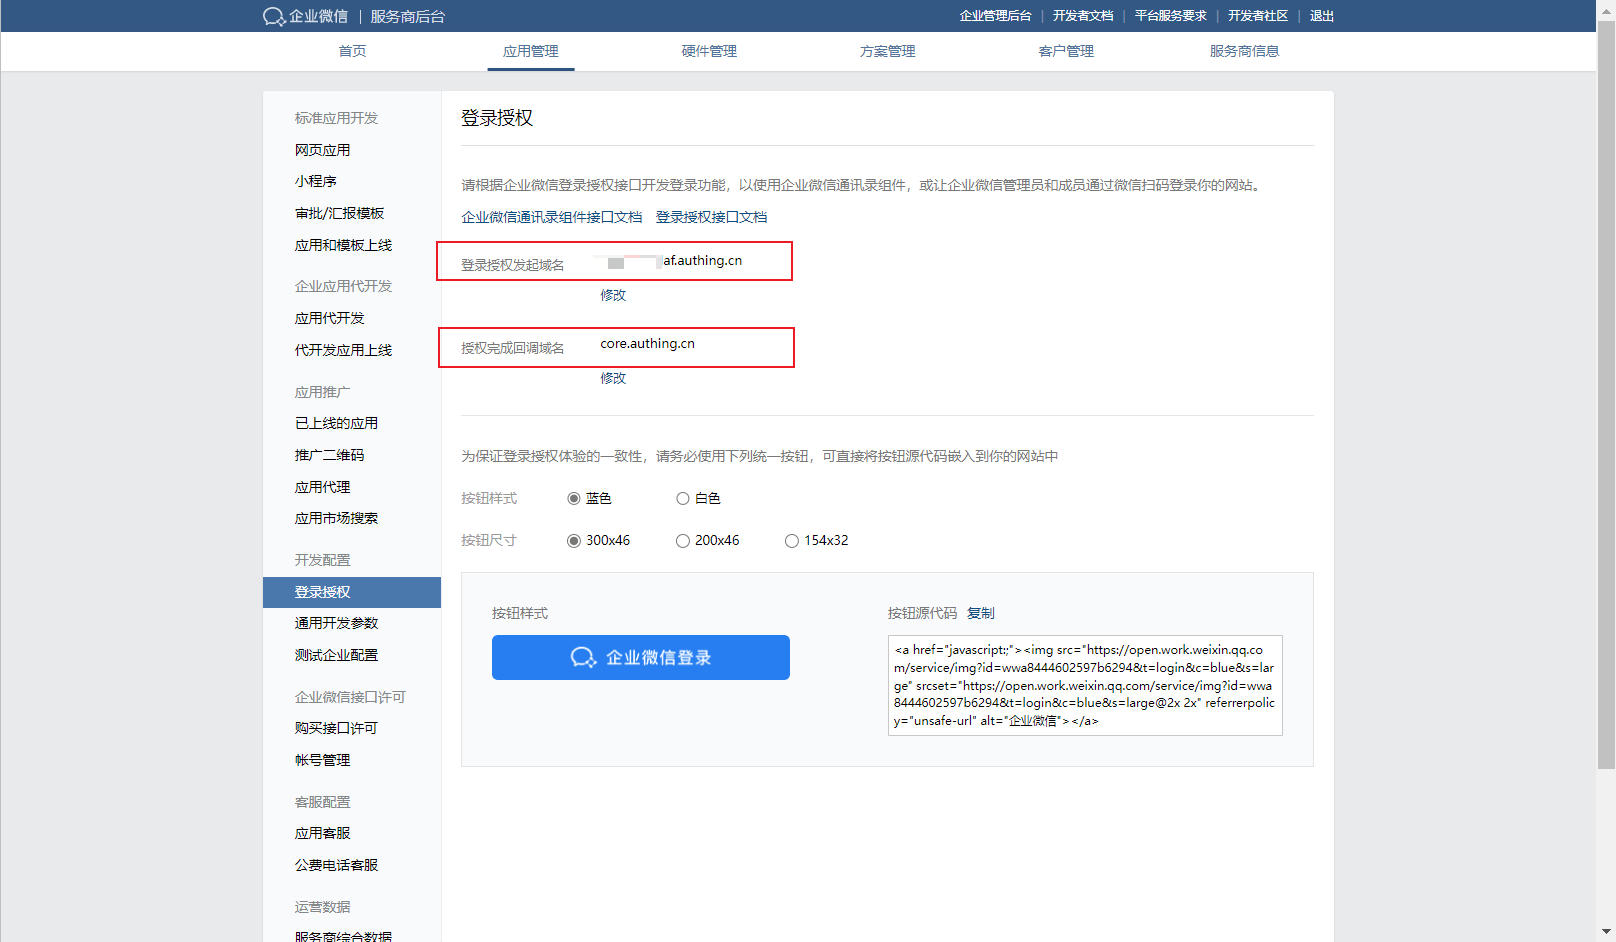 企业微信 | 服务商后台
企业管理后台 | 开发者文档 | 平台服务要求 | 开发者社区 | 退出
首页 应用管理 硬件管理 方案管理 客户管理 服务商信息
标准应用开发
网页应用
小程序
审批/汇报模板
应用和模板上线
企业应用代开发
应用代开发
代开发应用上线
应用推广
已上线的应用
推广二维码
应用代理
应用市场搜索
开发配置
登录授权
通用开发参数
测试企业配置
企业微信接口许可
购买接口许可
帐号管理
客服配置
应用客服
公费电话客服
运营数据
服务商综合数据
登录授权
请根据企业微信登录授权接口开发登录功能，以使用企业微信通讯录组件，或让企业微信管理员和成员通过微信扫码登录你的网站。
企业微信通讯录组件接口文档 登录授权接口文档
登录授权发起域名 af.authing.cn
修改
授权完成回调域名 core.authing.cn
修改
为保证登录授权体验的一致性，请务必使用下列统一按钮，可直接将按钮源代码嵌入到你的网站中
按钮样式 蓝色 白色
按钮尺寸 300x46 200x46 154x32
按钮样式
企业微信登录
按钮源代码 复制
<a href="javascript:;"><img src="https://open.work.weixin.qq.co
m/service/img?id=wwa8444602597b6294&t=login&c=blue&s=lar
ge" srcset="https://open.work.weixin.qq.com/service/img?id=wwa
8444602597b6294&t=login&c=blue&s=large@2x 2x" referrerpolic
y="unsafe-url" alt="企业微信"></a>